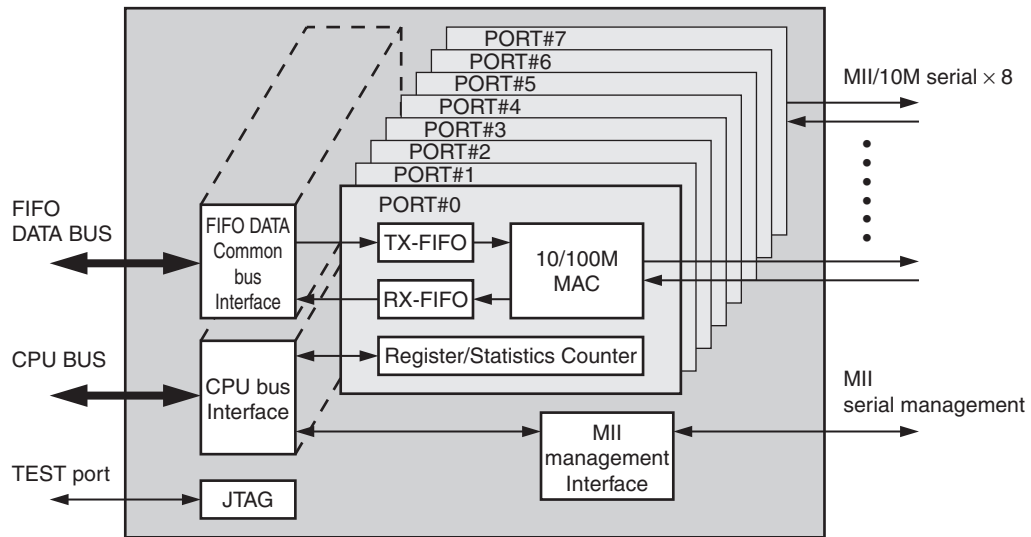 PORT#7
PORT#6
PORT#5
PORT#4
PORT#3
PORT#2
PORT#1
PORT#0
MII/10M serial × 8
FIFO
DATA BUS
FIFO DATA
Common
bus
Interface
TX-FIFO
RX-FIFO
10/100M
MAC
Register/Statistics Counter
CPU BUS
CPU bus
Interface
MII
serial management
MII
management
Interface
TEST port
JTAG